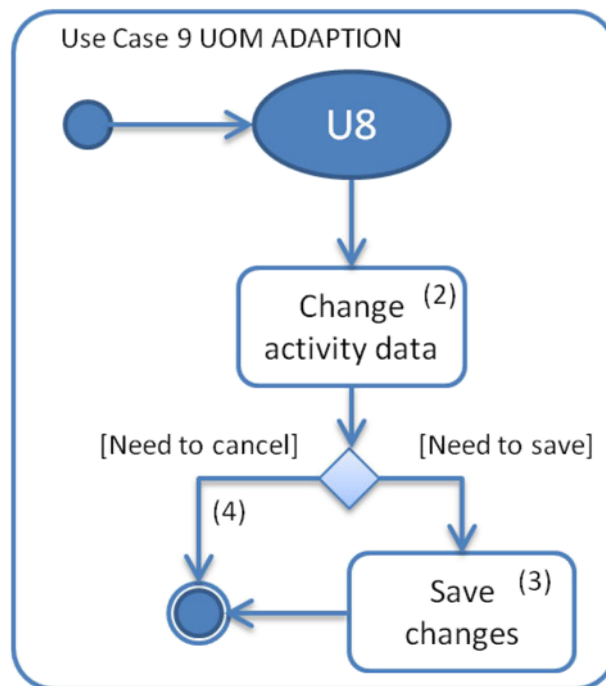 Use Case 9 UOM ADAPTION
U8
Change (2)
activity data
[Need to cancel]
[Need to save]
(4)
Save (3)
changes